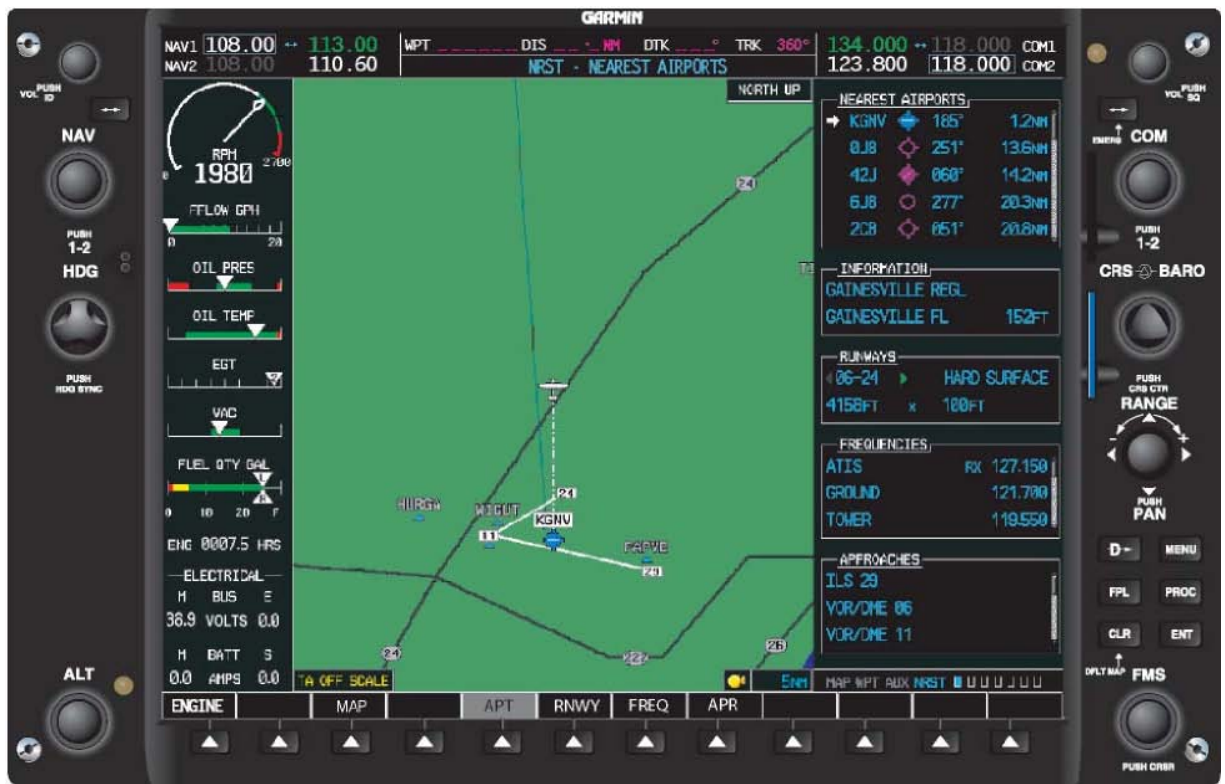 GARMIN
NAV1 108.00 ↔ 113.00
NAV2 108.00 110.60
WPT _ _ _ _ _ _ _ DIS _ _ . _ NM DTK _ _ _° TRK 360°
NRST - NEAREST AIRPORTS
134.000 ↔ 118.000 COM1
123.800 118.000 COM2
VOL PUSH ID
NAV
PUSH
1-2
HDG
PUSH
HDG SYNC
ALT
RPM
0 2700
1980
FFLOW GPH
0 20
OIL PRES
OIL TEMP
EGT
VAC
FUEL QTY GAL
L
R
0 10 20 F
ENG 0007.5 HRS
ELECTRICAL
M BUS E
38.9 VOLTS 0.0
M BATT S
0.0 AMPS 0.0
NORTH UP
24
HURGA
WIGUT
24
KGNV
11
29
24
222
26
TA OFF SCALE
5NM
NEAREST AIRPORTS
KGNV 185° 1.2NM
0J8 251° 13.6NM
42J 060° 14.2NM
6J8 277° 20.3NM
2CB 051° 20.8NM
INFORMATION
GAINESVILLE REGL
GAINESVILLE FL 152FT
RUNWAYS
06-24 HARD SURFACE
4158FT x 100FT
FREQUENCIES
ATIS RX 127.150
GROUND 121.700
TOWER 119.550
APPROACHES
ILS 29
VOR/DME 06
VOR/DME 11
MAP WPT AUX NRST
ENGINE MAP APT RNWY FREQ APR
VOL PUSH SQ
EMERG
COM
PUSH
1-2
CRS BARO
PUSH
CRS CTR
RANGE
- +
PUSH
PAN
D MENU
FPL PROC
CLR ENT
DFLT MAP
FMS
PUSH CRSR